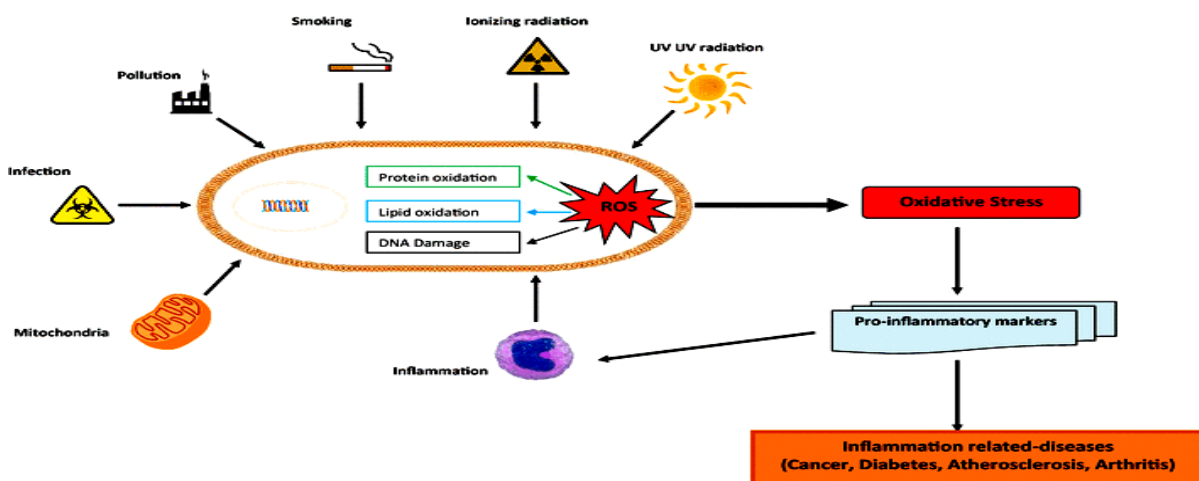 Smoking
Ionizing radiation
UV UV radiation
Pollution
Infection
Protein oxidation
Lipid oxidation
DNA Damage
ROS
Oxidative Stress
Mitochondria
Inflammation
Pro-inflammatory markers
Inflammation related-diseases
(Cancer, Diabetes, Atherosclerosis, Arthritis)